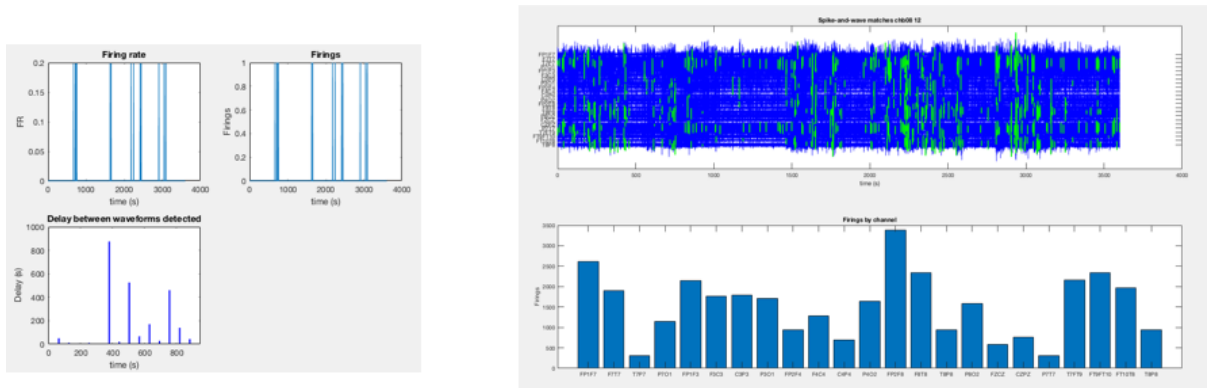 Firing rate
FR
0.2
0.15
0.1
0.05
0
0 1000 2000 3000 4000
time (s)
Firings
Firings
1
0.8
0.6
0.4
0.2
0
0 1000 2000 3000 4000
time (s)
Delay between waveforms detected
Delay (s)
1000
800
600
400
200
0
0 200 400 600 800
time (s)
Spike-and-wave matches chb08 12
FP1F7
0 500 1000 1500 2000 2500 3000 3500 4000
time (s)
Firings by channel
Firings
3500
3000
2500
2000
1500
1000
500
0
FP1F7 F7T7 T7P7 P7O1 FP1F3 F3C3 C3P3 P3O1 FP2F4 F4C4 C4P4 P4O2 FP2F8 F8T8 T8P8 P8O2 FZCZ CZPZ P7T7 T7FT9 FT9FT10 FT10T8 T8P8